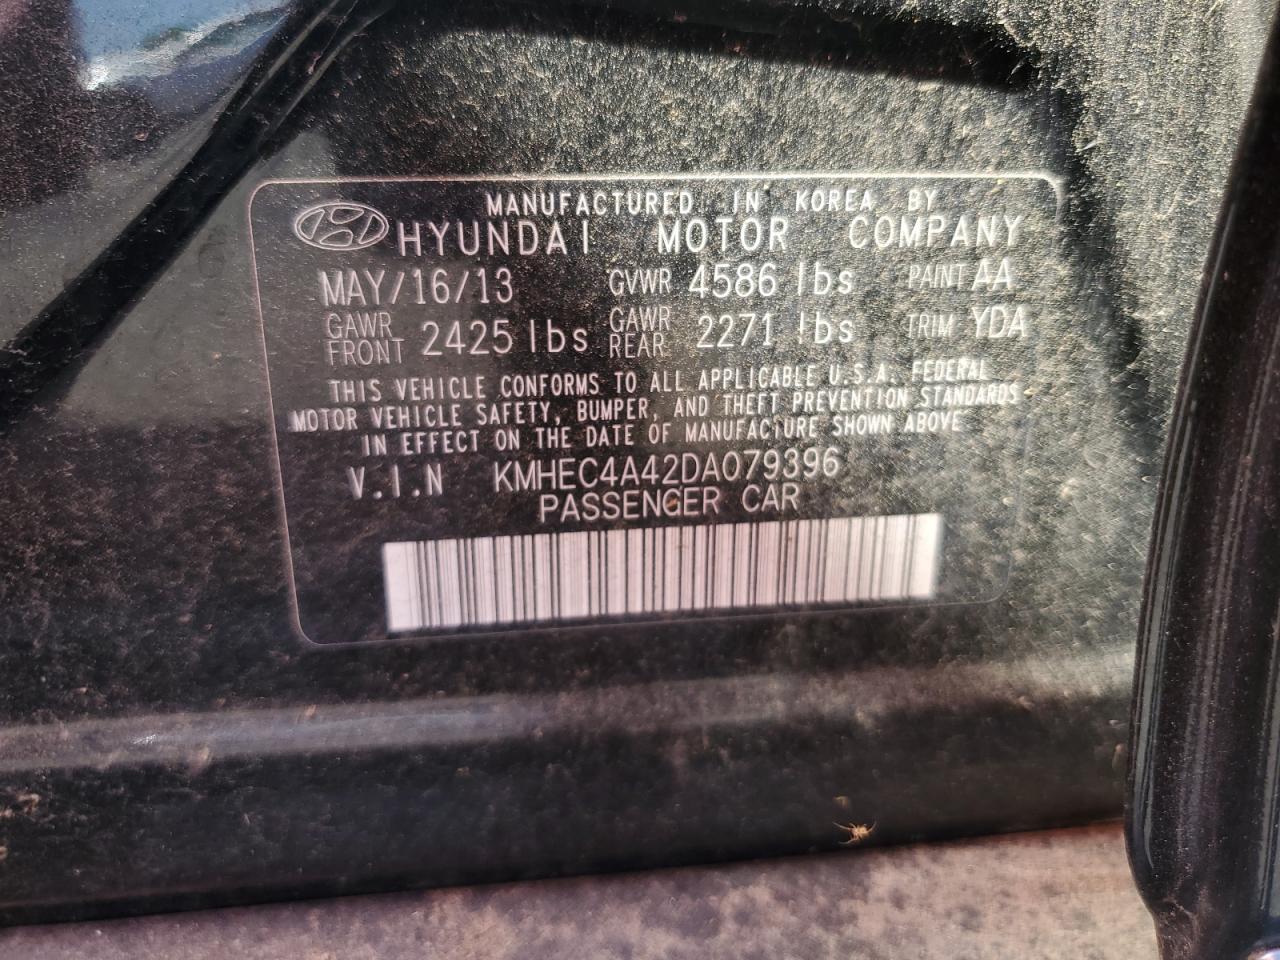 MANUFACTURED IN KOREA BY
HYUNDAI MOTOR COMPANY
MAY/16/13 GVWR 4586 lbs PAINT AA
GAWR FRONT 2425 lbs GAWR REAR 2271 lbs TRIM YDA
THIS VEHICLE CONFORMS TO ALL APPLICABLE U.S.A. FEDERAL
MOTOR VEHICLE SAFETY, BUMPER, AND THEFT PREVENTION STANDARDS
IN EFFECT ON THE DATE OF MANUFACTURE SHOWN ABOVE
V.I.N KMHEC4A42DA079396
PASSENGER CAR